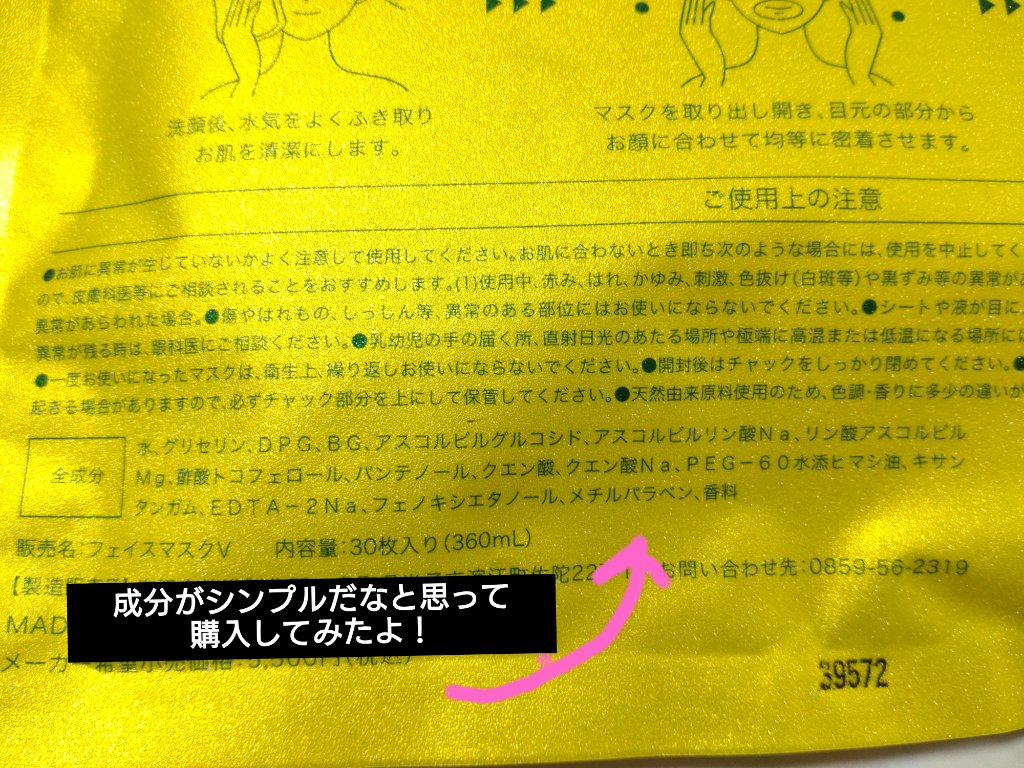 洗顔後、水気をよくふき取り
お肌を清潔にします。
マスクを取り出し開き、目元の部分から
お顔に合わせて均等に密着させます。
ご使用上の注意
●お肌に異常が生じていないかよく注意して使用してください。お肌に合わないとき即ち次のような場合には、使用を中止してく
ので、皮膚科医等にご相談されることをおすすめします。(1)使用中、赤み、はれ、かゆみ、刺激、色抜け(白斑等)や黒ずみ等の異常が
異常があらわれた場合。●傷やはれもの、しっしん等、異常のある部位にはお使いにならないでください。●シートや液が目に
異常が残る時は、眼科医にご相談ください。●乳幼児の手の届く所、直射日光のあたる場所や極端に高温または低温になる場所に
●一度お使いになったマスクは、衛生上、繰り返しお使いにならないでください。●開封後はチャックをしっかり閉めてください。●
起きる場合がありますので、必ずチャック部分を上にして保管してください。●天然由来原料使用のため、色調・香りに多少の違いが
全成分
水、グリセリン、DPG、BG、アスコルビルグルコシド、アスコルビルリン酸Na、リン酸アスコルビル
Mg、酢酸トコフェロール、パンテノール、クエン酸、クエン酸Na、PEG-60水添ヒマシ油、キサン
タンガム、EDTA-2Na、フェノキシエタノール、メチルパラベン、香料
販売名:フェイスマスクV 内容量:30枚入り(360mL)
【製造 お問い合わせ先:0859-56-2319
成分がシンプルだなと思って
購入してみたよ!
MAD
メーカー希望小売価格:3,300円(税込)
39572